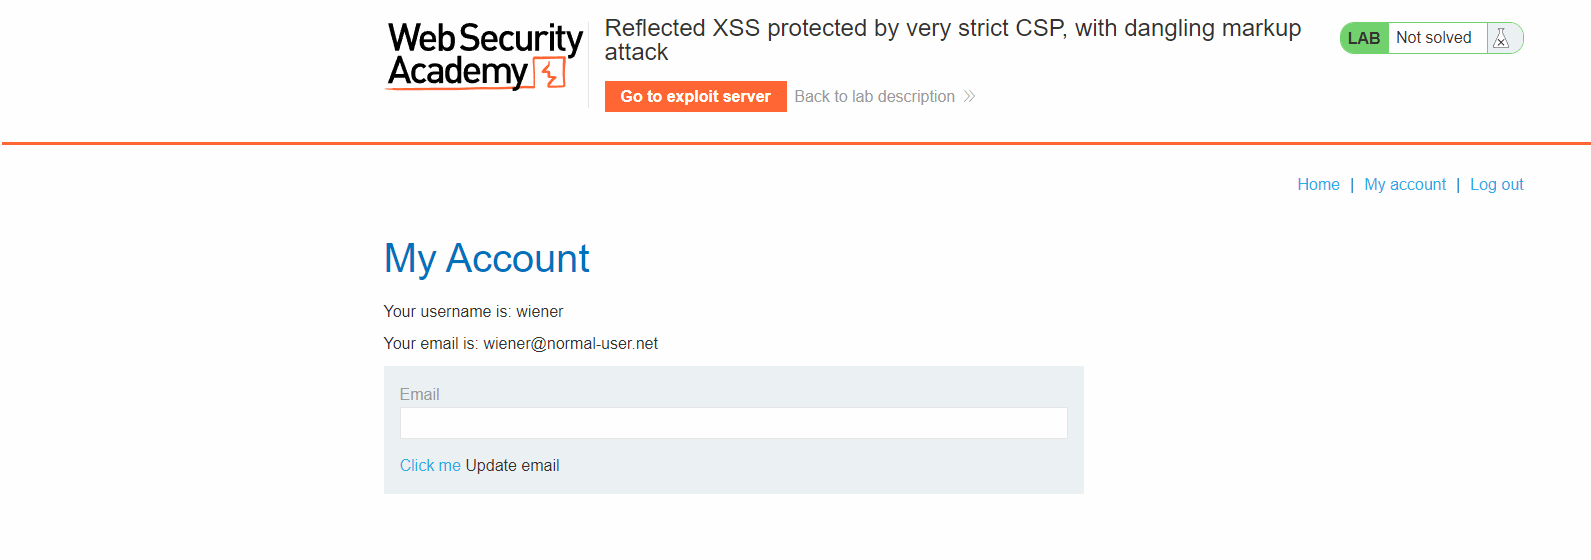 Web Security
Academy
Reflected XSS protected by very strict CSP, with dangling markup
attack
Go to exploit server
Back to lab description
LAB Not solved
Home | My account | Log out
My Account
Your username is: wiener
Your email is: wiener@normal-user.net
Email
Click me Update email